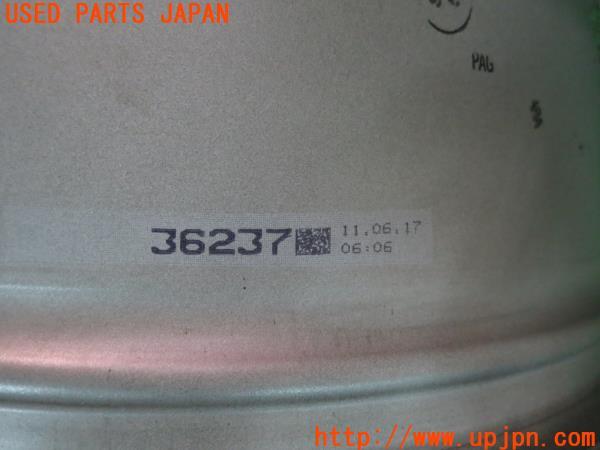 USED PARTS JAPAN
PAG
36237
11.06.17
06:06
http://www.upjpn.com/